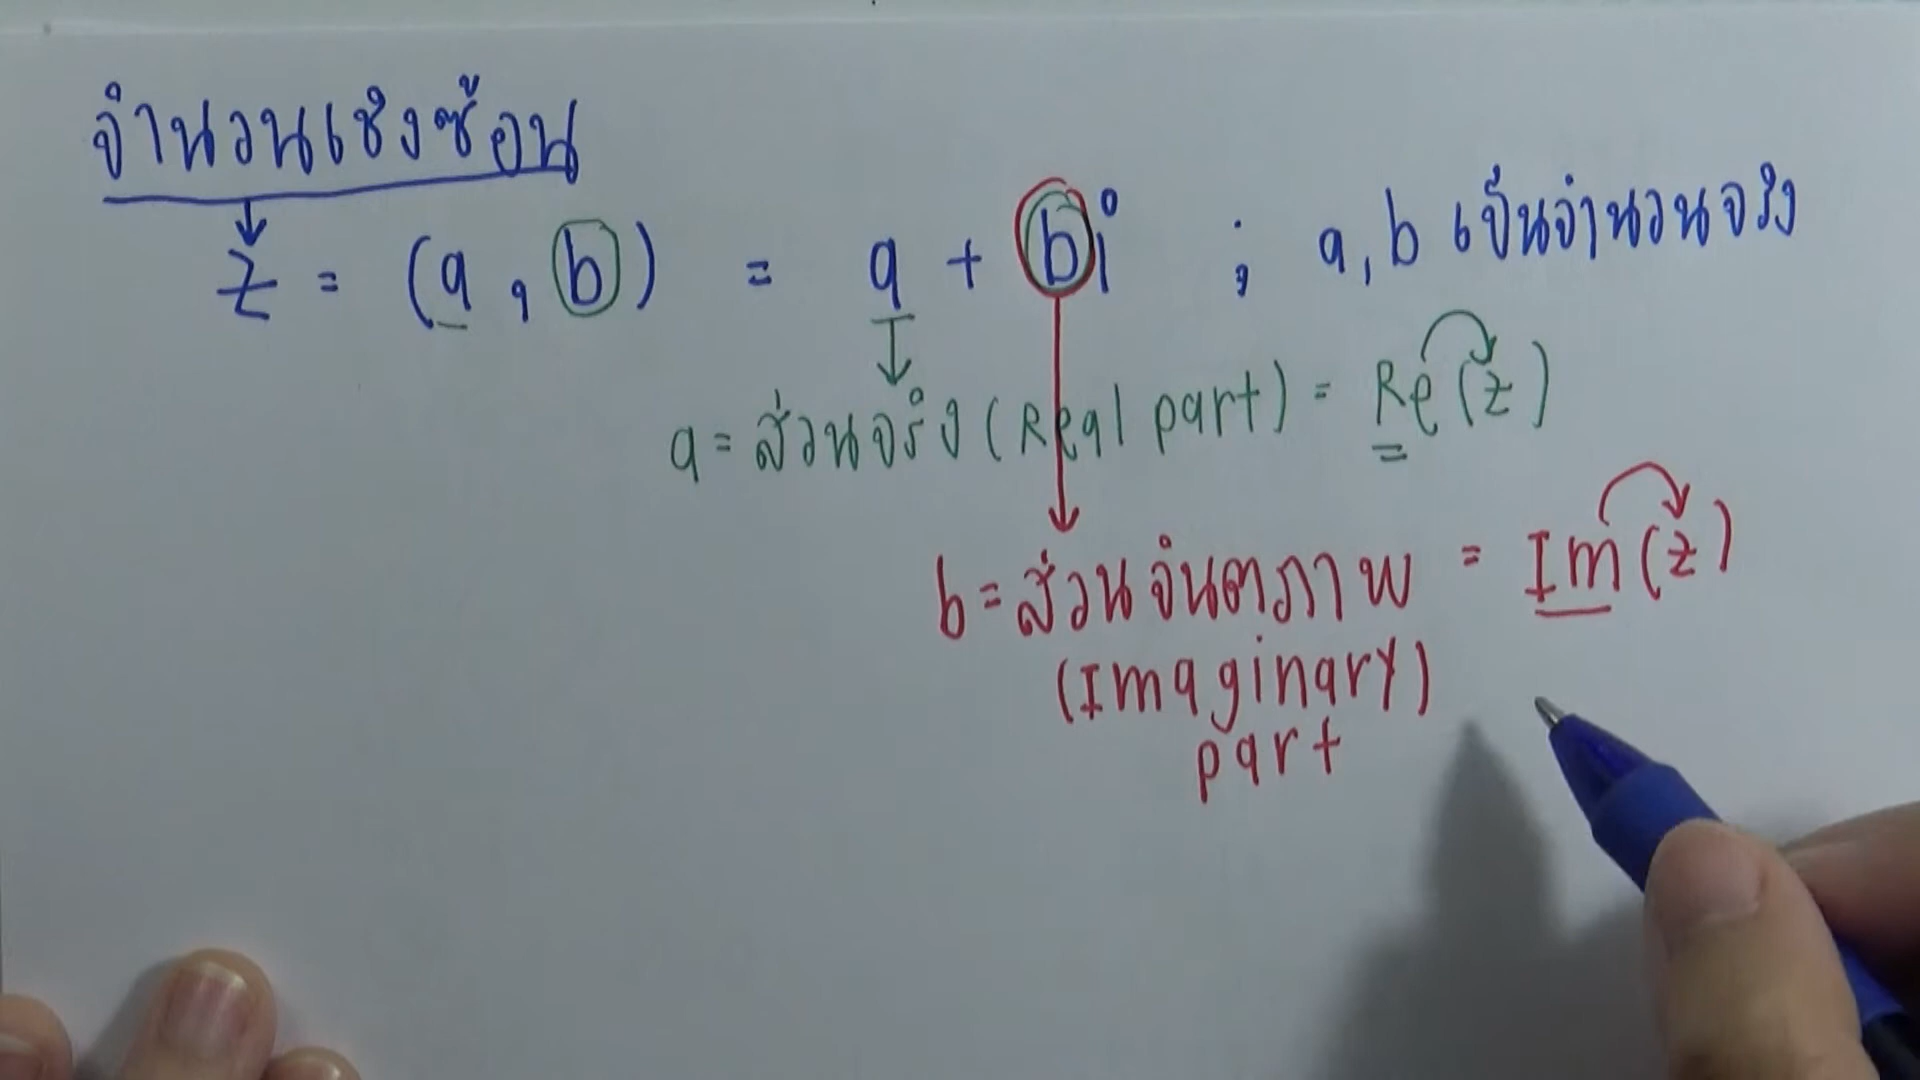 จำนวนเชิงซ้อน
z = (a, b) = a + bi ; a, b เป็นจำนวนจริง
a = ส่วนจริง (Real part) = Re(z)
b = ส่วนจินตภาพ = Im(z)
(Imaginary)
part